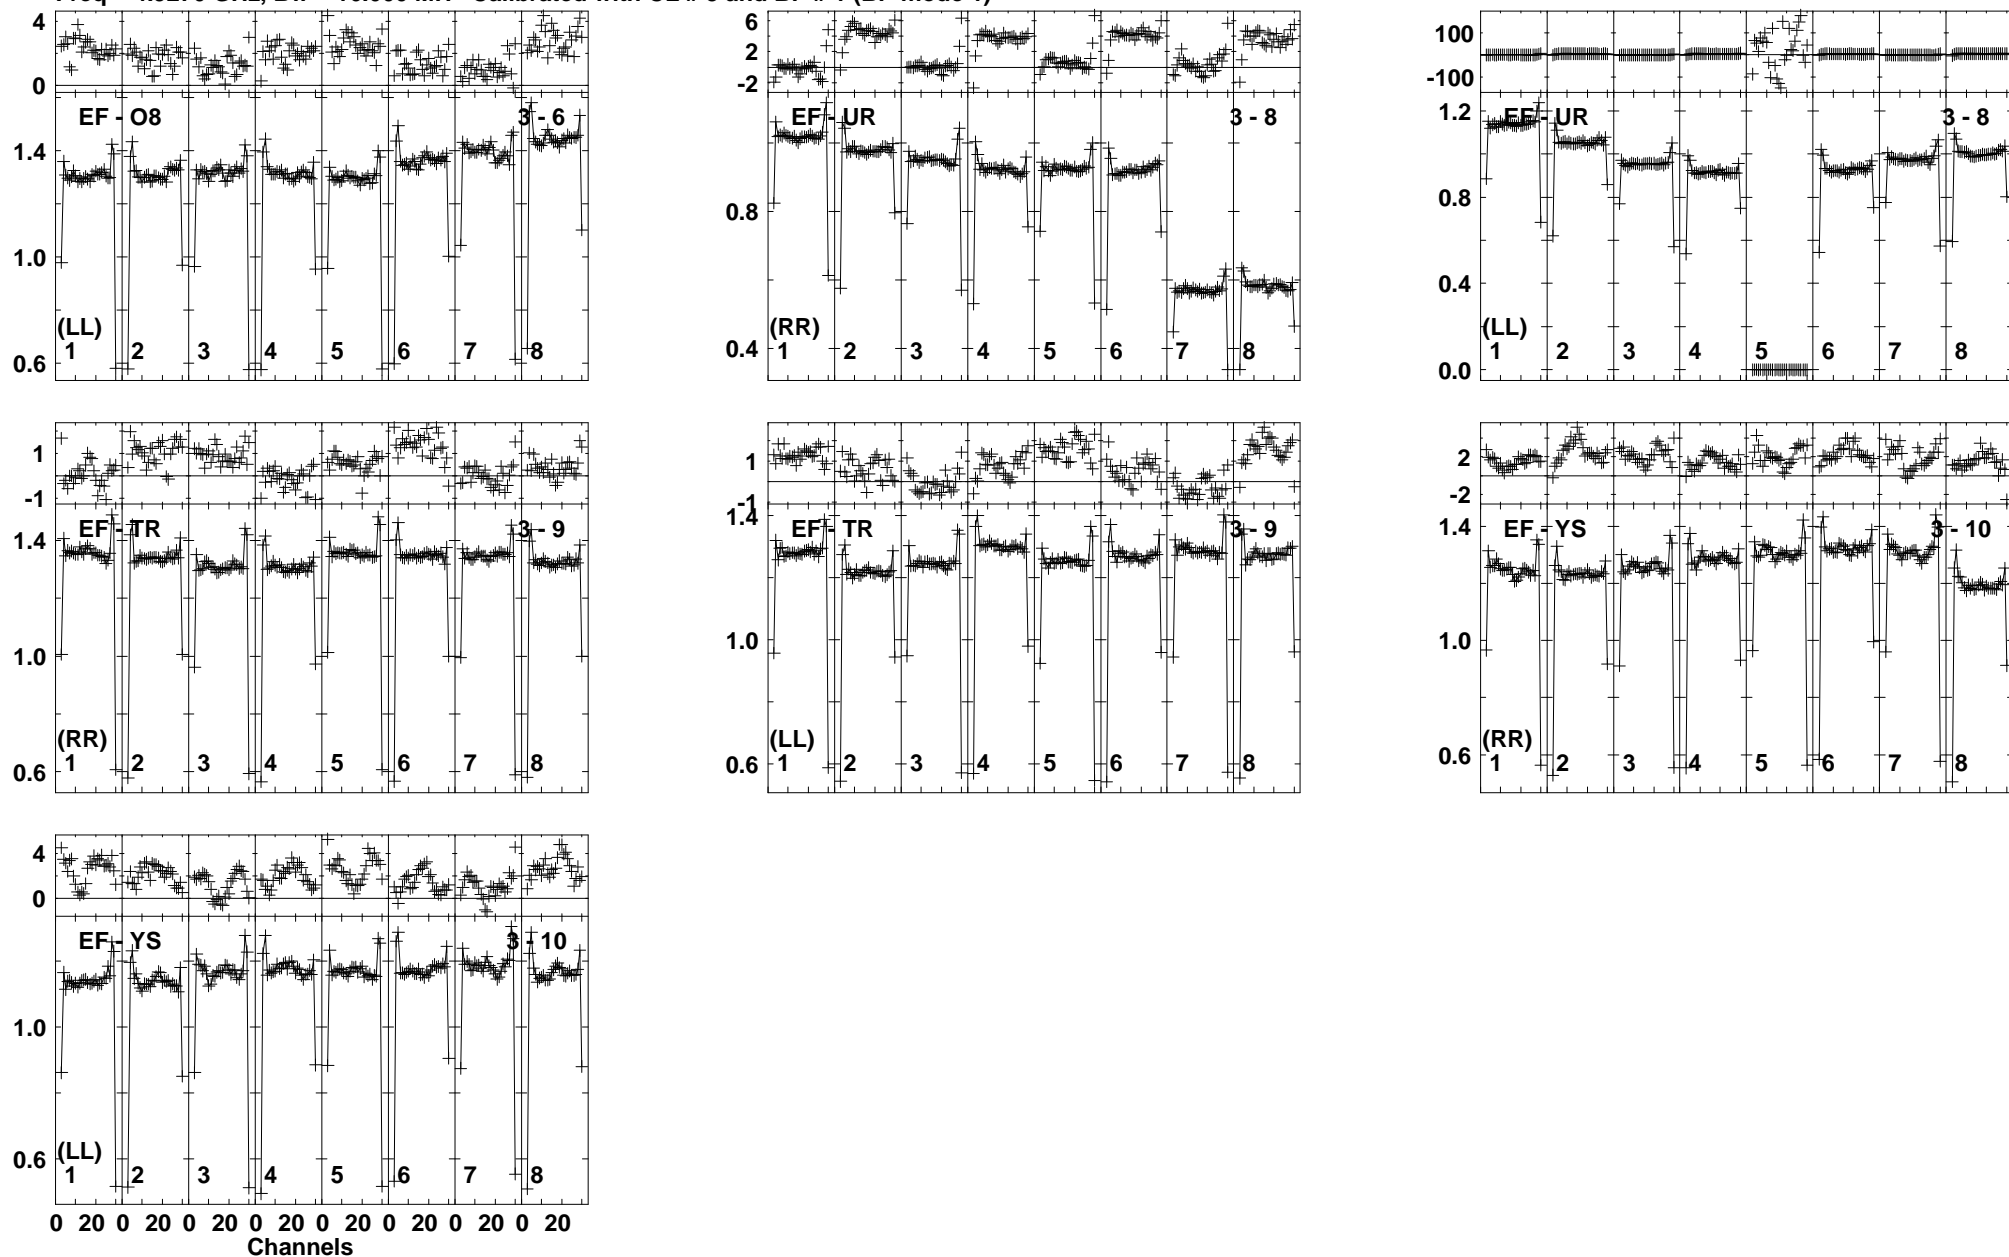 4
0
EF - O8 3 - 6
1.4
1.0
(LL)
1 2 3 4 5 6 7 8
0.6
6
2
-2
EF - UR 3 - 8
0.8
(RR)
1 2 3 4 5 6 7 8
0.4
100
-100
1.2
EF - UR 3 - 8
0.8
0.4
(LL)
1 2 3 4 5 6 7 8
0.0
1
-1
EF - TR 3 - 9
1.4
1.0
(RR)
1 2 3 4 5 6 7 8
0.6
1
-1
1.4
EF - TR 3 - 9
1.0
(LL)
1 2 3 4 5 6 7 8
0.6
2
-2
1.4
EF - YS 3 - 10
1.0
(RR)
1 2 3 4 5 6 7 8
0.6
4
0
EF - YS 3 - 10
1.0
(LL)
0.6
1 2 3 4 5 6 7 8
0 20 0 20 0 20 0 20 0 20 0 20 0 20 0 20
Channels